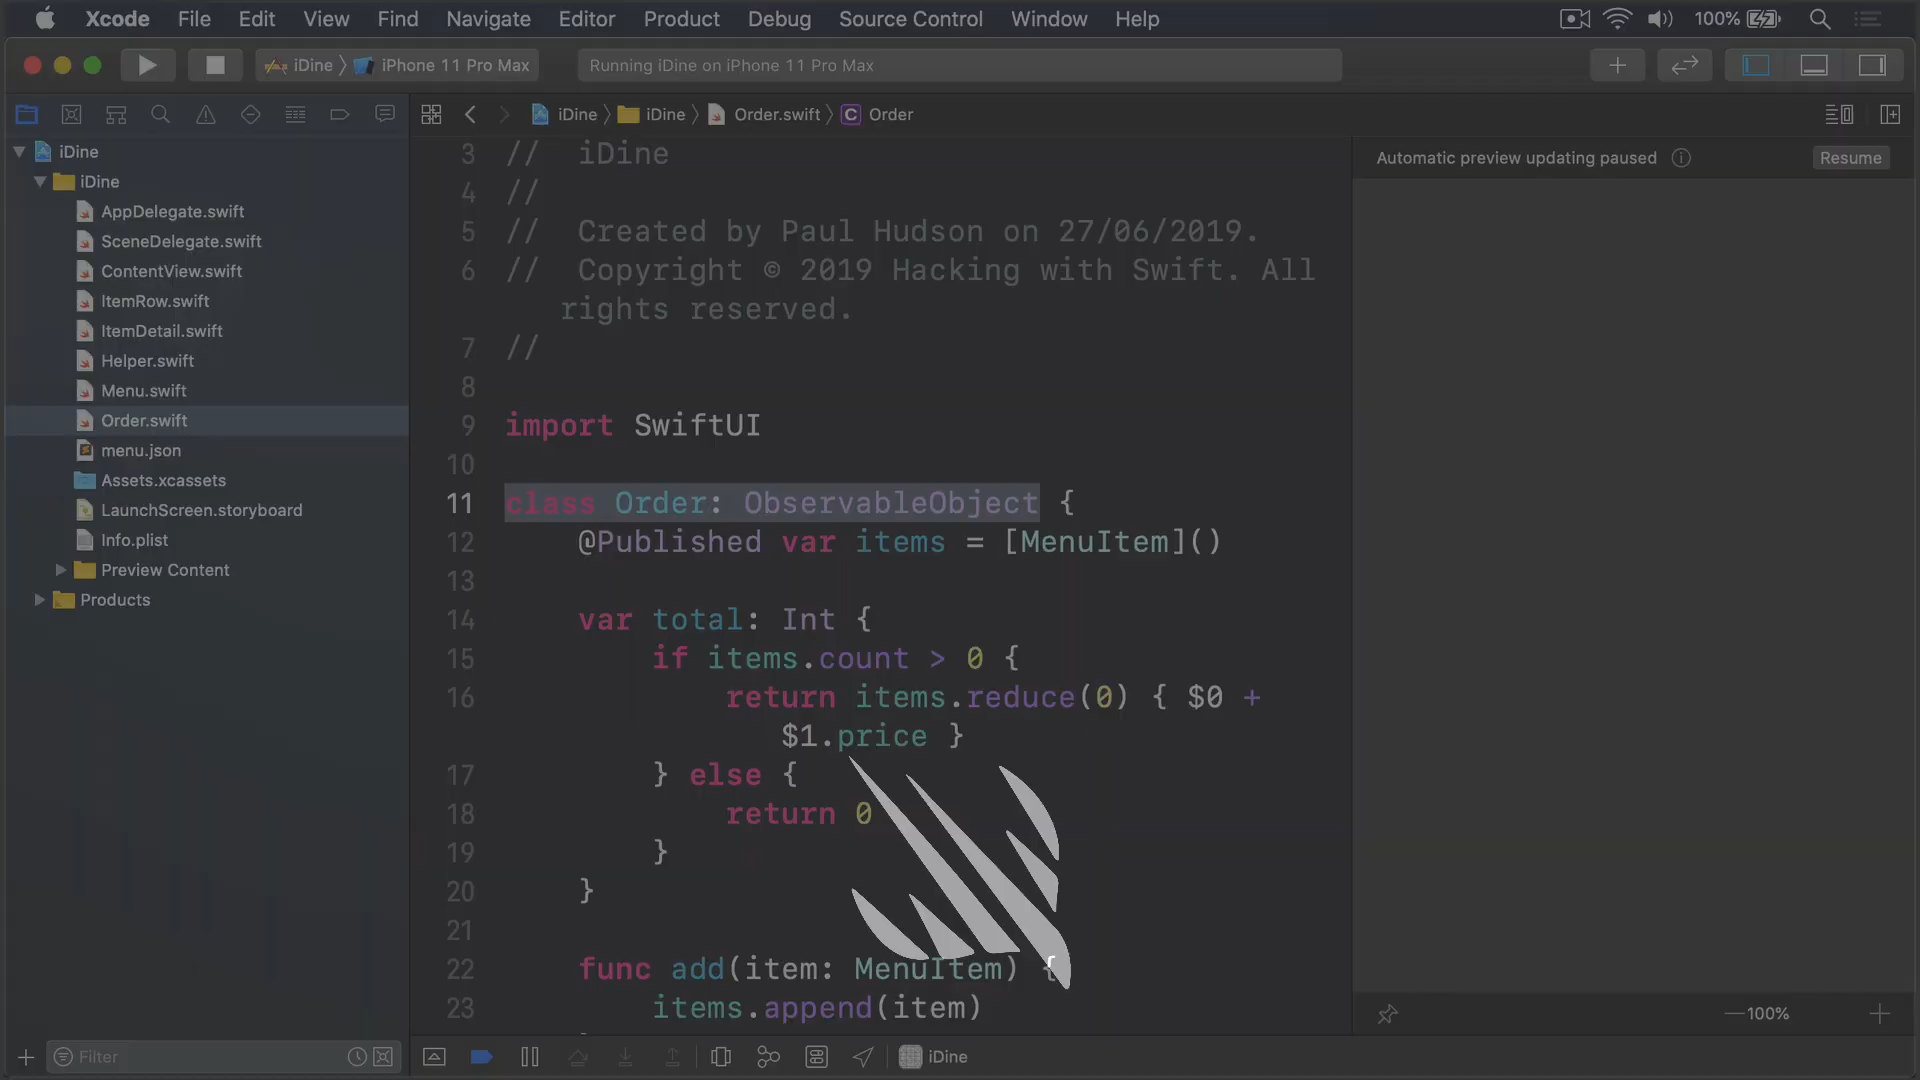 Xcode File Edit View Find Navigate Editor Product Debug Source Control Window Help 100%
iDine iPhone 11 Pro Max Running iDine on iPhone 11 Pro Max
iDine iDine Order.swift C Order
Automatic preview updating paused Resume
iDine
iDine
AppDelegate.swift
SceneDelegate.swift
ContentView.swift
ItemRow.swift
ItemDetail.swift
Helper.swift
Menu.swift
Order.swift
menu.json
Assets.xcassets
LaunchScreen.storyboard
Info.plist
Preview Content
Products
3 //  iDine
4 //
5 //  Created by Paul Hudson on 27/06/2019.
6 //  Copyright © 2019 Hacking with Swift. All
rights reserved.
7 //
8
9 import SwiftUI
10
11 class Order: ObservableObject {
12 @Published var items = [MenuItem]()
13
14 var total: Int {
15 if items.count > 0 {
16 return items.reduce(0) { $0 +
$1.price }
17 } else {
18 return 0
19 }
20 }
21
22 func add(item: MenuItem) {
23 items.append(item)
Filter
iDine
100%